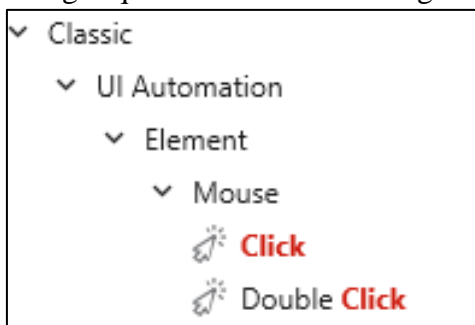 Classic
UI Automation
Element
Mouse
Click
Double Click